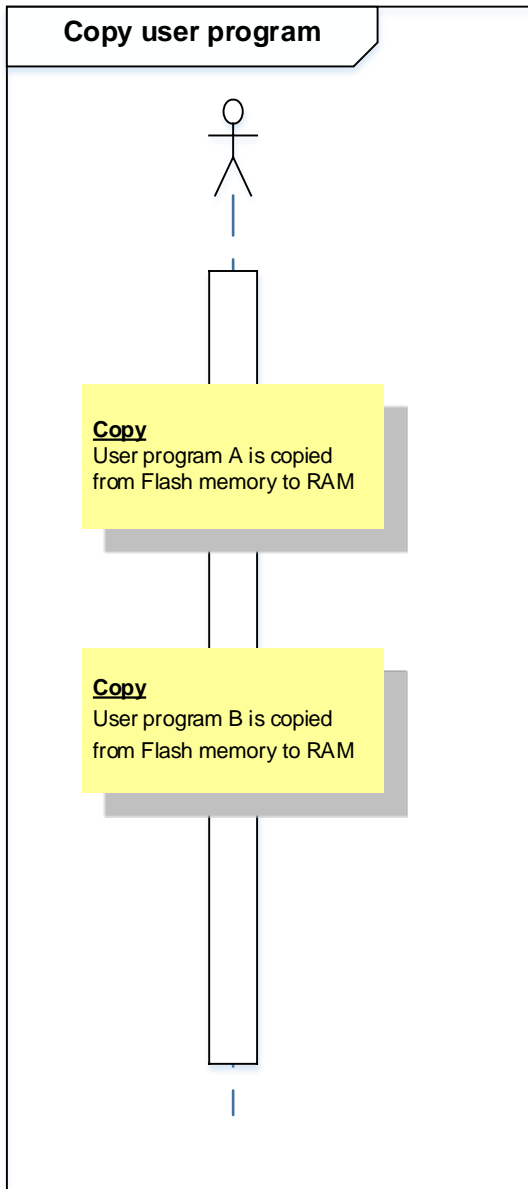 Copy user program
Copy
User program A is copied
from Flash memory to RAM
Copy
User program B is copied
from Flash memory to RAM